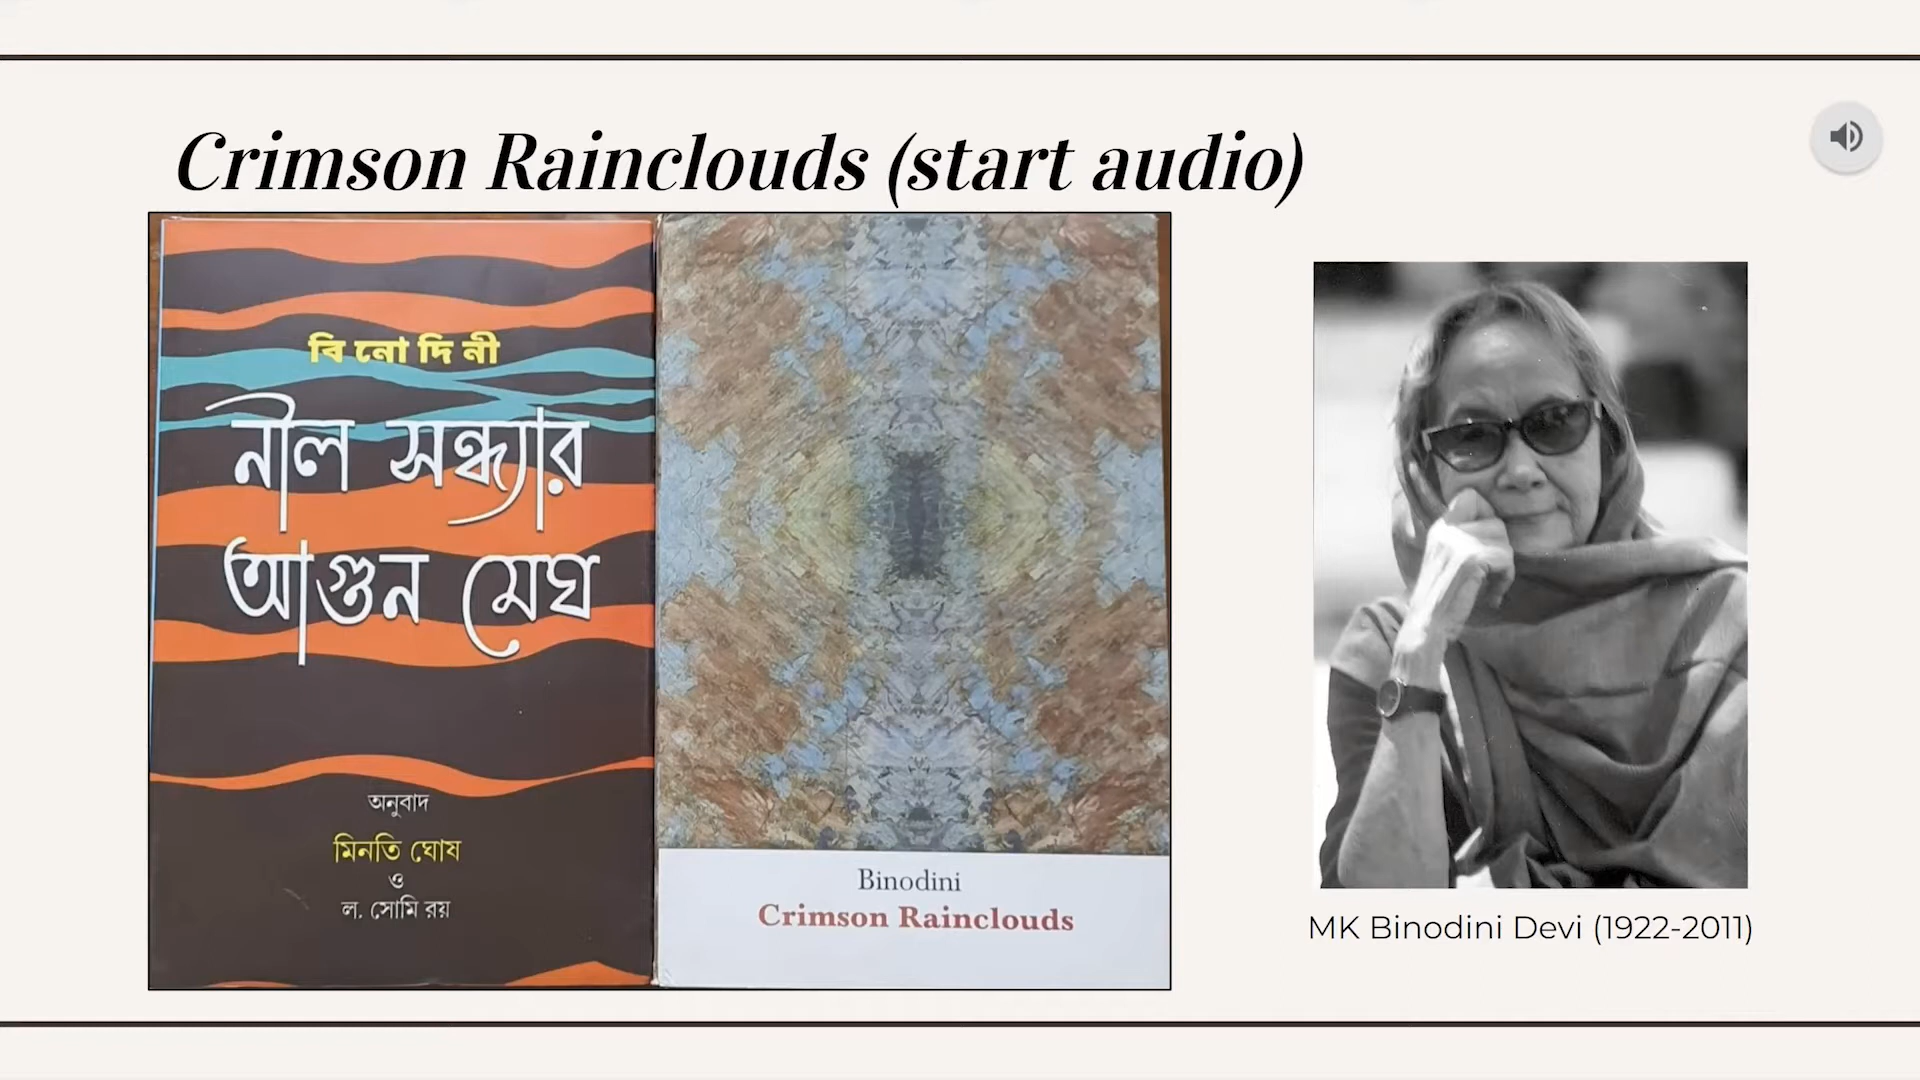 Crimson Rainclouds (start audio)
বিনোদিনী
নীল সন্ধ্যার
আগুন মেঘ
অনুবাদ
মিনতি ঘোষ
ও
ল. সোমি রয়
Binodini
Crimson Rainclouds
MK Binodini Devi (1922-2011)